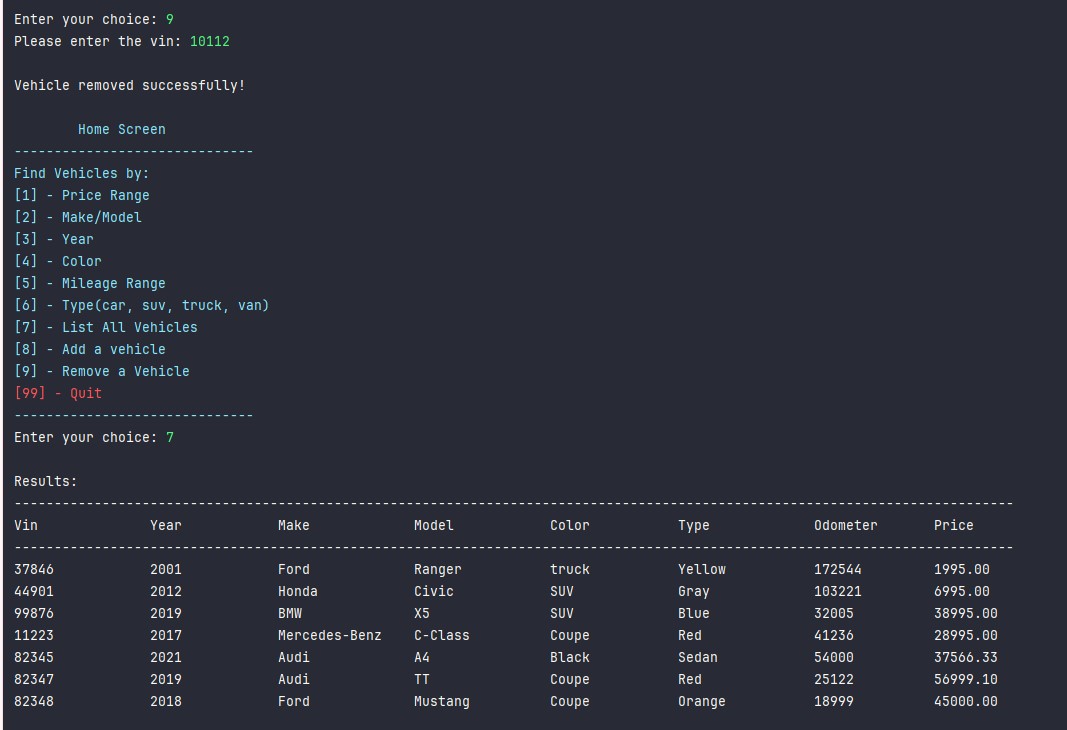 Enter your choice: 9
Please enter the vin: 10112
Vehicle removed successfully!
Home Screen
------------------------------
Find Vehicles by:
[1] - Price Range
[2] - Make/Model
[3] - Year
[4] - Color
[5] - Mileage Range
[6] - Type(car, suv, truck, van)
[7] - List All Vehicles
[8] - Add a vehicle
[9] - Remove a Vehicle
[99] - Quit
------------------------------
Enter your choice: 7
Results:
-----------------------------------------------------------------------------------------------------------------------------
Vin Year Make Model Color Type Odometer Price
-----------------------------------------------------------------------------------------------------------------------------
37846 2001 Ford Ranger truck Yellow 172544 1995.00
44901 2012 Honda Civic SUV Gray 103221 6995.00
99876 2019 BMW X5 SUV Blue 32005 38995.00
11223 2017 Mercedes-Benz C-Class Coupe Red 41236 28995.00
82345 2021 Audi A4 Black Sedan 54000 37566.33
82347 2019 Audi TT Coupe Red 25122 56999.10
82348 2018 Ford Mustang Coupe Orange 18999 45000.00